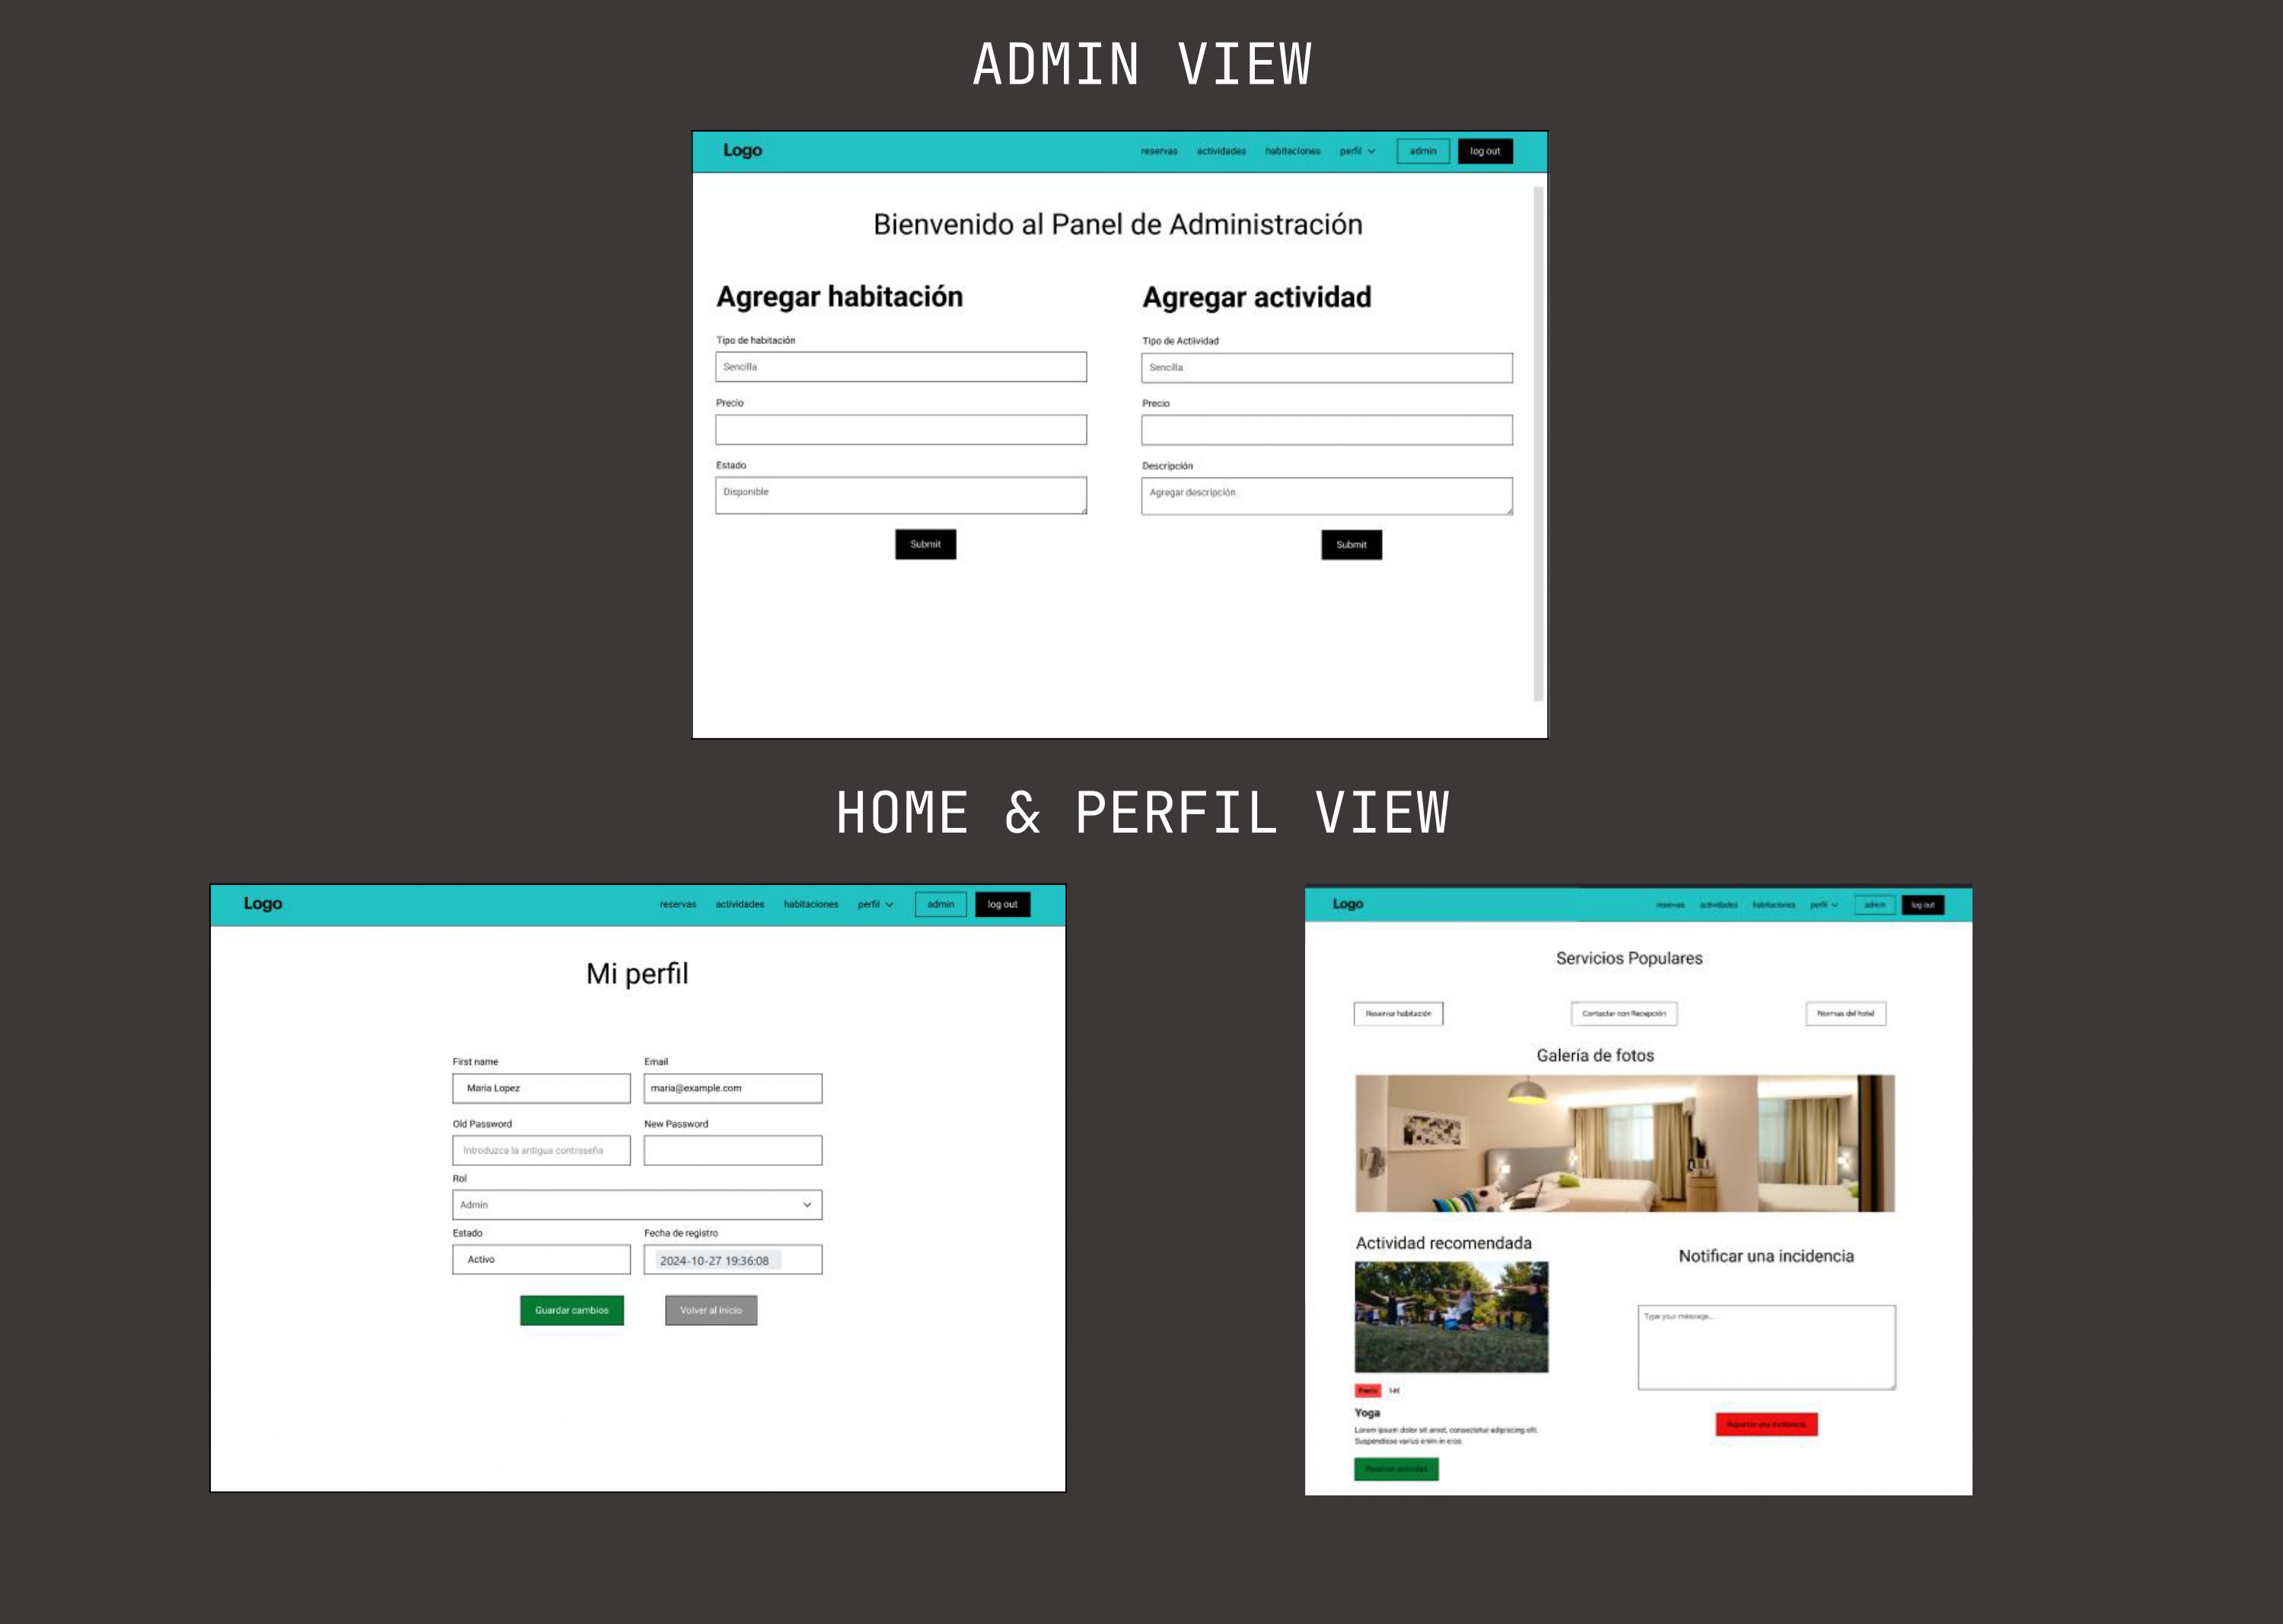 ADMIN VIEW
Logo
reservas actividades habitaciones perfil admin log out
Bienvenido al Panel de Administración
Agregar habitación
Tipo de habitación
Sencilla
Precio
Estado
Disponible
Submit
Agregar actividad
Tipo de Actiividad
Sencilla
Precio
Descripción
Agregar descripción
Submit
HOME & PERFIL VIEW
Logo
reservas actividades habitaciones perfil admin log out
Mi perfil
First name Email
Maria Lopez maria@example.com
Old Password New Password
Introduzca la antigua contraseña
Rol
Admin
Estado Fecha de registro
Activo 2024-10-27 19:36:08
Guardar cambios Volver al inicio
Logo
reservas actividades habitaciones perfil admin log out
Servicios Populares
Reservar habitación Contactar con Recepción Normas del hotel
Galería de fotos
Actividad recomendada
Precio 14€
Yoga
Lorem ipsum dolor sit amet, consectetur adipiscing elit.
Suspendisse varius enim in eros.
Reservar actividad
Notificar una incidencia
Type your message...
Reportar una incidencia